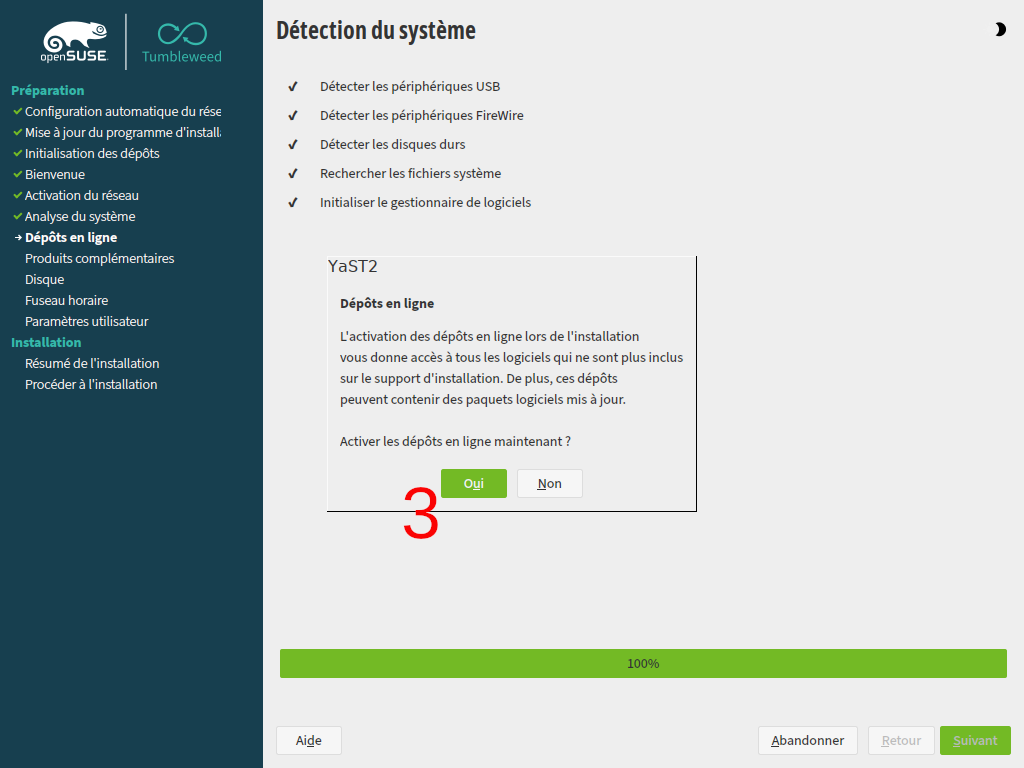 openSUSE
Tumbleweed
Préparation
Configuration automatique du rése
Mise à jour du programme d'install
Initialisation des dépôts
Bienvenue
Activation du réseau
Analyse du système
Dépôts en ligne
Produits complémentaires
Disque
Fuseau horaire
Paramètres utilisateur
Installation
Résumé de l'installation
Procéder à l'installation
Détection du système
Détecter les périphériques USB
Détecter les périphériques FireWire
Détecter les disques durs
Rechercher les fichiers système
Initialiser le gestionnaire de logiciels
YaST2
Dépôts en ligne
L'activation des dépôts en ligne lors de l'installation
vous donne accès à tous les logiciels qui ne sont plus inclus
sur le support d'installation. De plus, ces dépôts
peuvent contenir des paquets logiciels mis à jour.
Activer les dépôts en ligne maintenant ?
Oui Non
3
100%
Aide Abandonner Retour Suivant